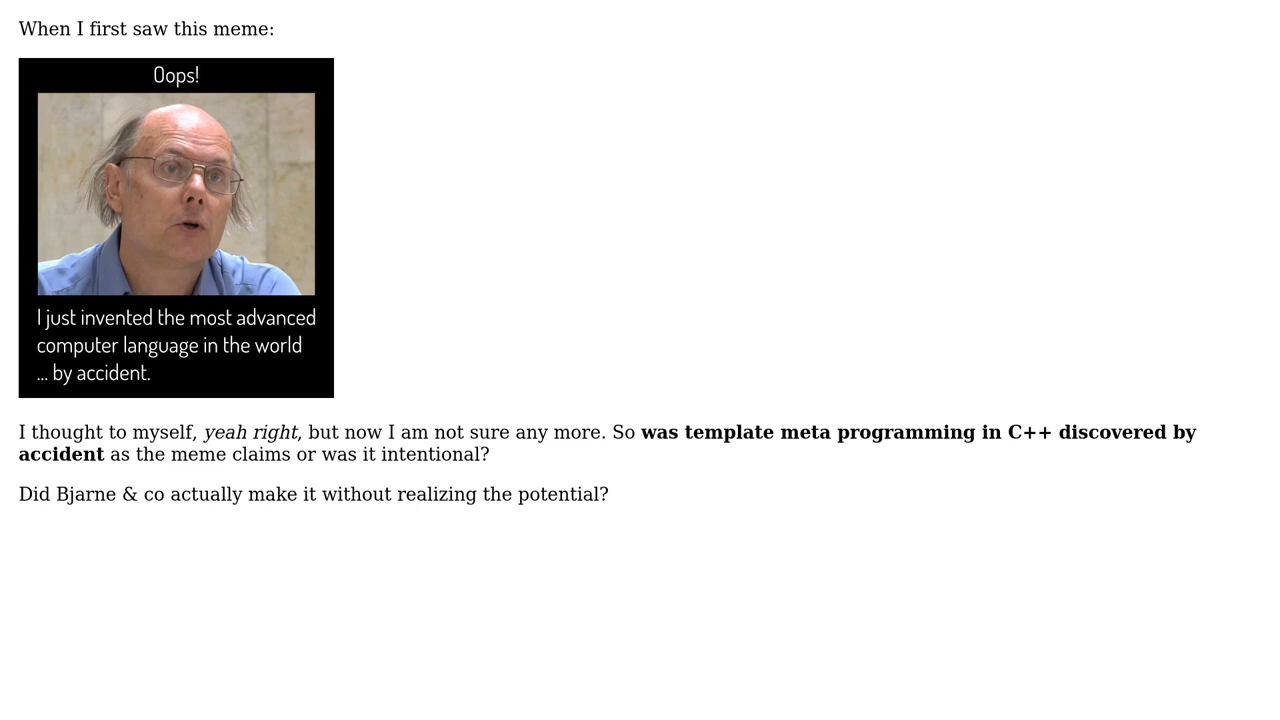 When I first saw this meme:
Oops!
I just invented the most advanced
computer language in the world
... by accident.
I thought to myself, yeah right, but now I am not sure any more. So was template meta programming in C++ discovered by
accident as the meme claims or was it intentional?
Did Bjarne & co actually make it without realizing the potential?